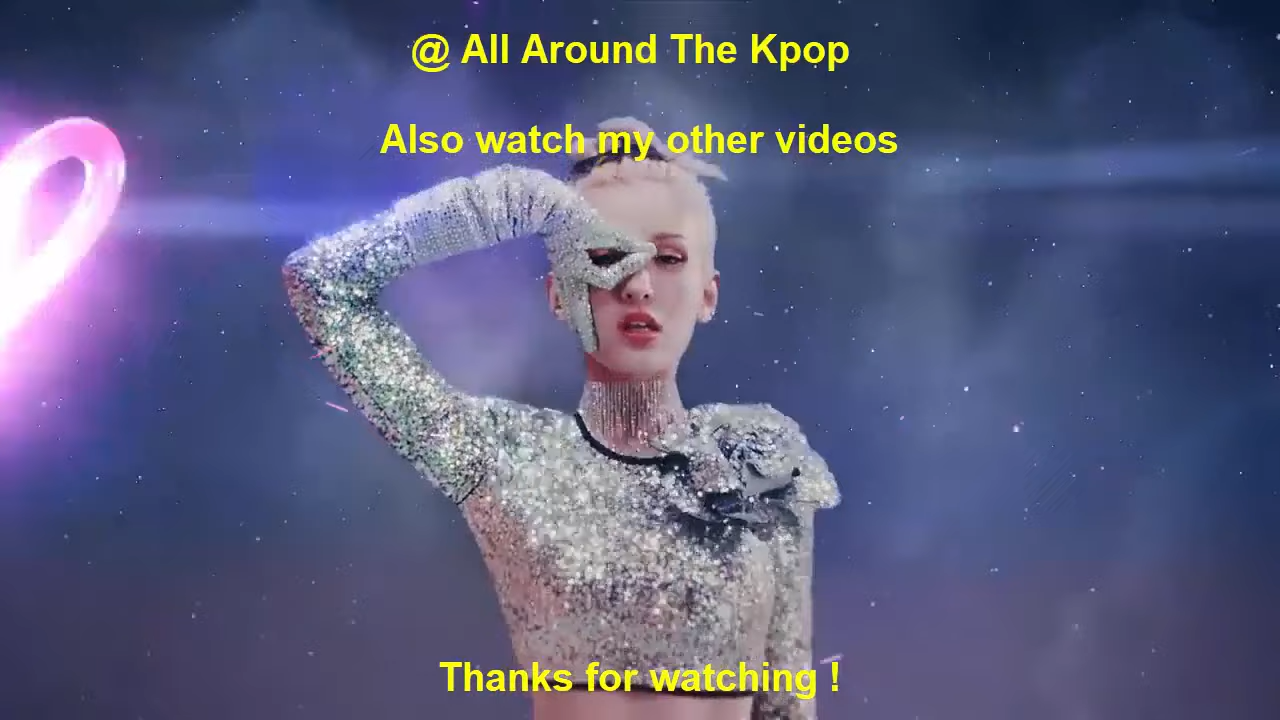 @ All Around The Kpop
Also watch my other videos
Thanks for watching !